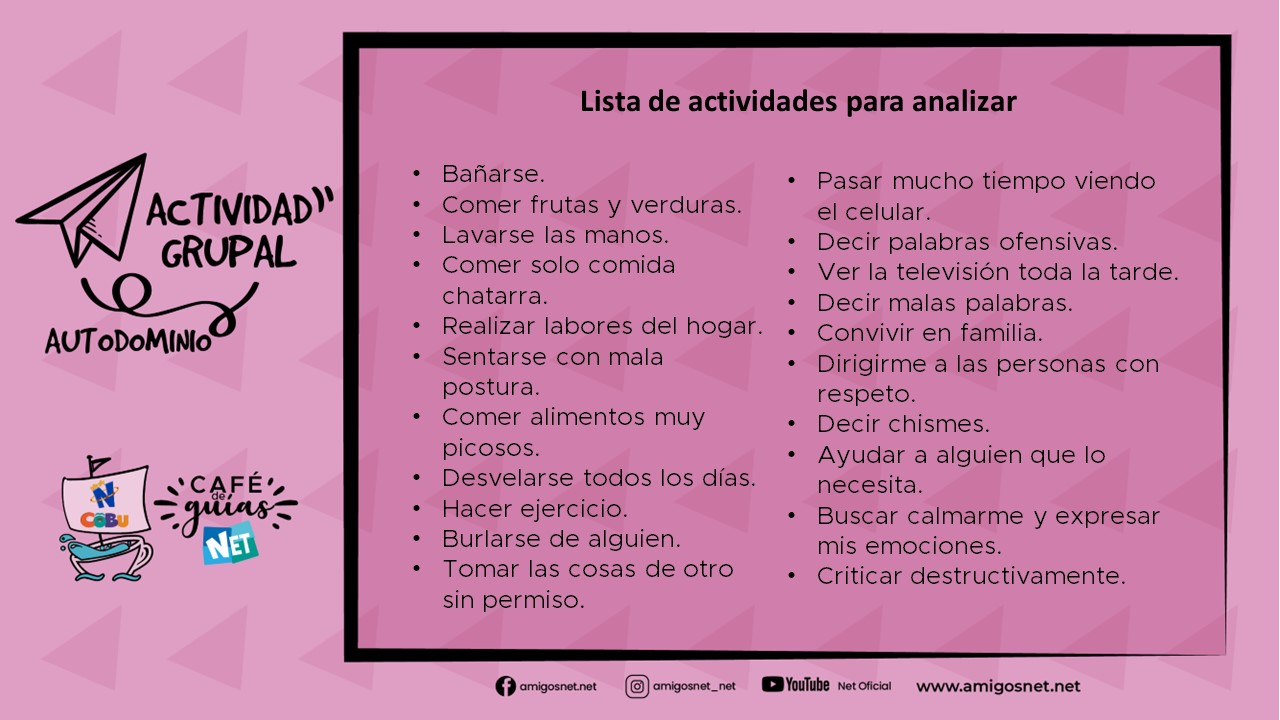 ACTIVIDAD
GRUPAL
AUTODOMINIO
N
COBU
CAFÉ
de
guías
NET
Lista de actividades para analizar
• Bañarse.
• Comer frutas y verduras.
• Lavarse las manos.
• Comer solo comida
chatarra.
• Realizar labores del hogar.
• Sentarse con mala
postura.
• Comer alimentos muy
picosos.
• Desvelarse todos los días.
• Hacer ejercicio.
• Burlarse de alguien.
• Tomar las cosas de otro
sin permiso.
• Pasar mucho tiempo viendo
el celular.
• Decir palabras ofensivas.
• Ver la televisión toda la tarde.
• Decir malas palabras.
• Convivir en familia.
• Dirigirme a las personas con
respeto.
• Decir chismes.
• Ayudar a alguien que lo
necesita.
• Buscar calmarme y expresar
mis emociones.
• Criticar destructivamente.
amigosnet.net
amigosnet_net
YouTube Net Oficial
www.amigosnet.net